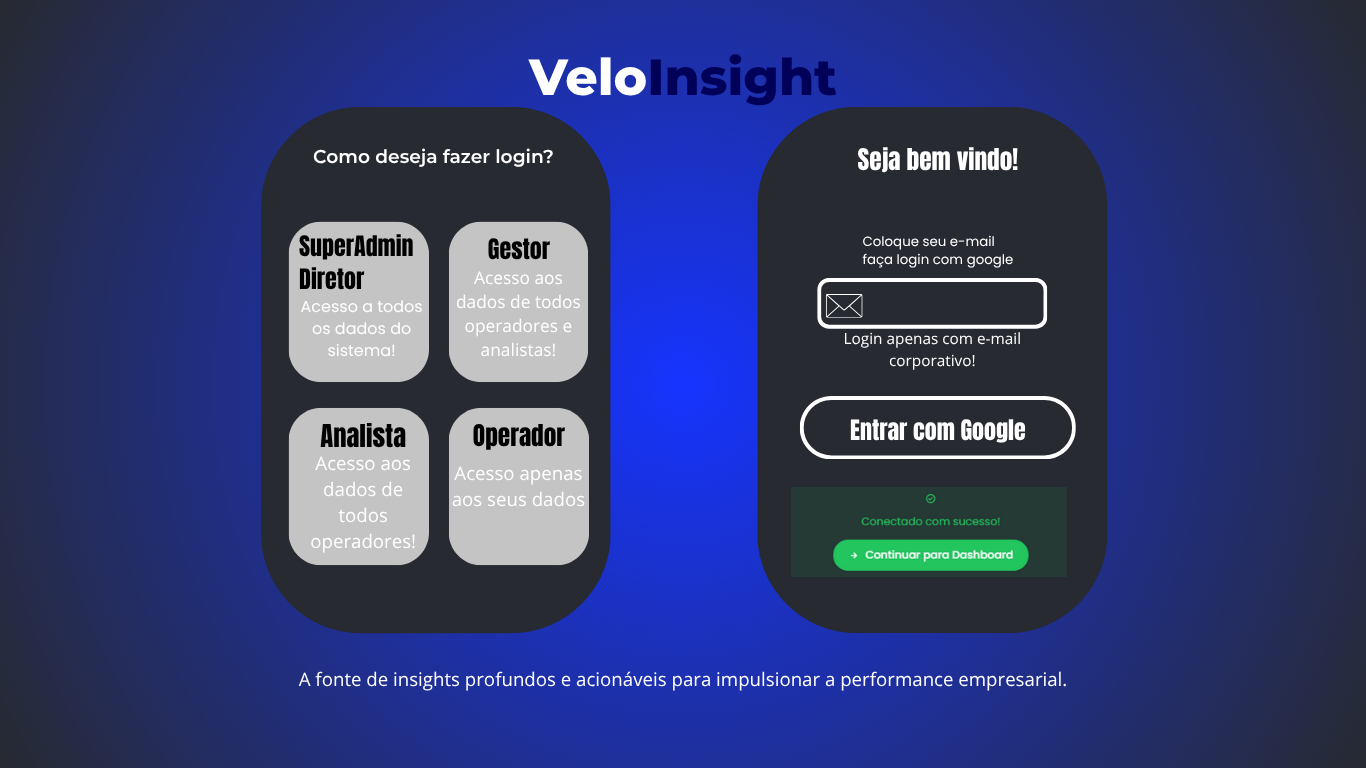 VeloInsight
Como deseja fazer login?
SuperAdmin
Diretor
Acesso a todos
os dados do
sistema!
Gestor
Acesso aos
dados de todos
operadores e
analistas!
Analista
Acesso aos
dados de
todos
operadores!
Operador
Acesso apenas
aos seus dados
Seja bem vindo!
Coloque seu e-mail
faça login com google
Login apenas com e-mail
corporativo!
Entrar com Google
Conectado com sucesso!
Continuar para Dashboard
A fonte de insights profundos e acionáveis para impulsionar a performance empresarial.